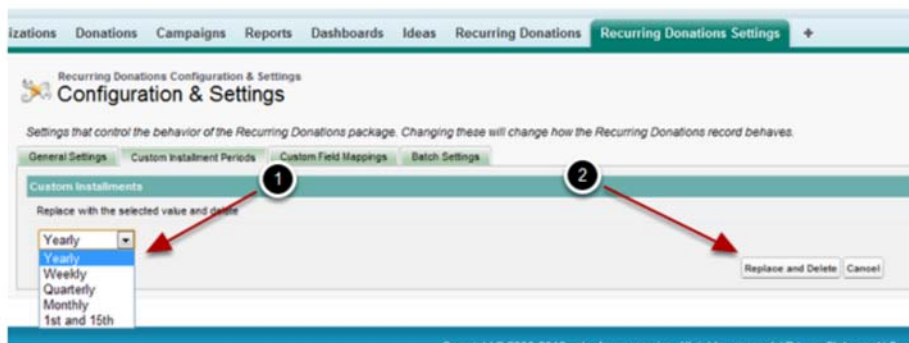 izations Donations Campaigns Reports Dashboards Ideas Recurring Donations Recurring Donations Settings +
Recurring Donations Configuration & Settings
Configuration & Settings
Settings that control the behavior of the Recurring Donations package. Changing these will change how the Recurring Donations record behaves.
General Settings Custom Installment Periods Custom Field Mappings Batch Settings
1 2
Custom Installments
Replace with the selected value and delete
Yearly
Yearly
Weekly
Replace and Delete Cancel
Quarterly
Monthly
1st and 15th